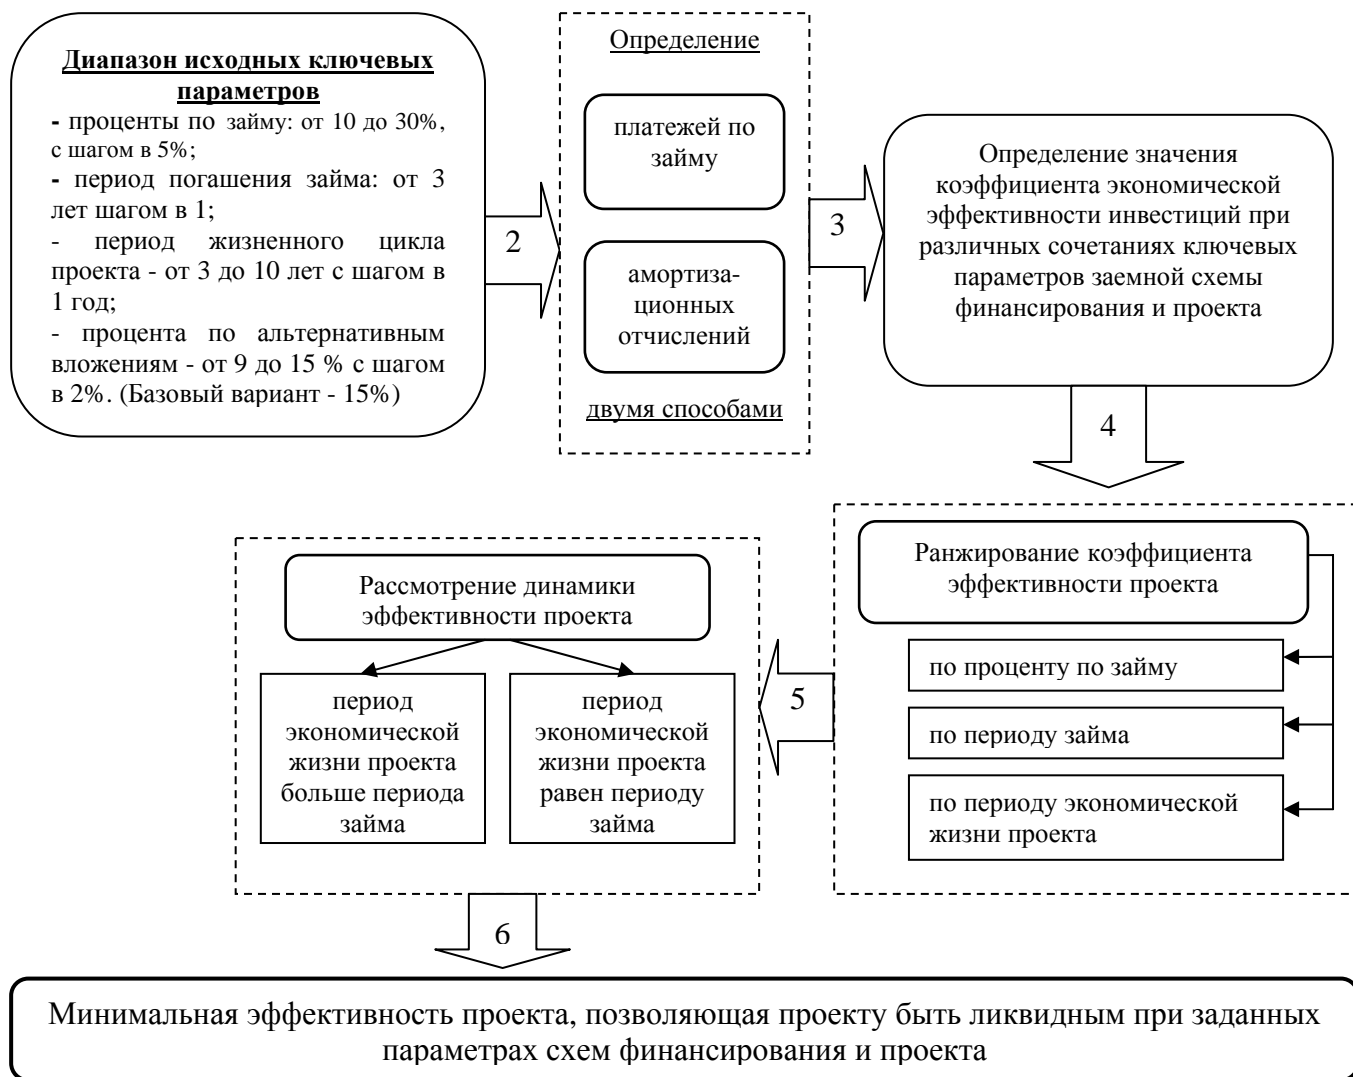 Диапазон исходных ключевых
параметров
- проценты по займу: от 10 до 30%,
с шагом в 5%;
- период погашения займа: от 3
лет шагом в 1;
- период жизненного цикла
проекта - от 3 до 10 лет с шагом в
1 год;
- процента по альтернативным
вложениям - от 9 до 15 % с шагом
в 2%. (Базовый вариант - 15%)
2
Определение
платежей по
займу
амортиза-
ционных
отчислений
двумя способами
3
Определение значения
коэффициента экономической
эффективности инвестиций при
различных сочетаниях ключевых
параметров заемной схемы
финансирования и проекта
4
Ранжирование коэффициента
эффективности проекта
по проценту по займу
по периоду займа
по периоду экономической
жизни проекта
5
Рассмотрение динамики
эффективности проекта
период
экономической
жизни проекта
больше периода
займа
период
экономической
жизни проекта
равен периоду
займа
6
Минимальная эффективность проекта, позволяющая проекту быть ликвидным при заданных
параметрах схем финансирования и проекта